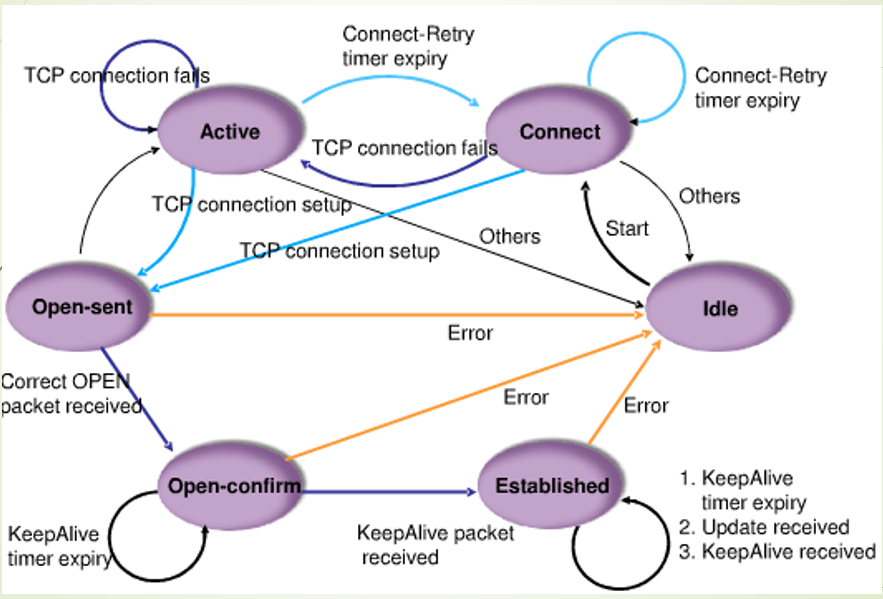 Connect-Retry
timer expiry
TCP connection fails
Connect-Retry
timer expiry
Active
Connect
TCP connection fails
TCP connection setup
Others
Start
Others
TCP connection setup
Open-sent
Idle
Error
Correct OPEN
packet received
Error
Error
Open-confirm
Established
1. KeepAlive
timer expiry
2. Update received
3. KeepAlive received
KeepAlive
timer expiry
KeepAlive packet
received